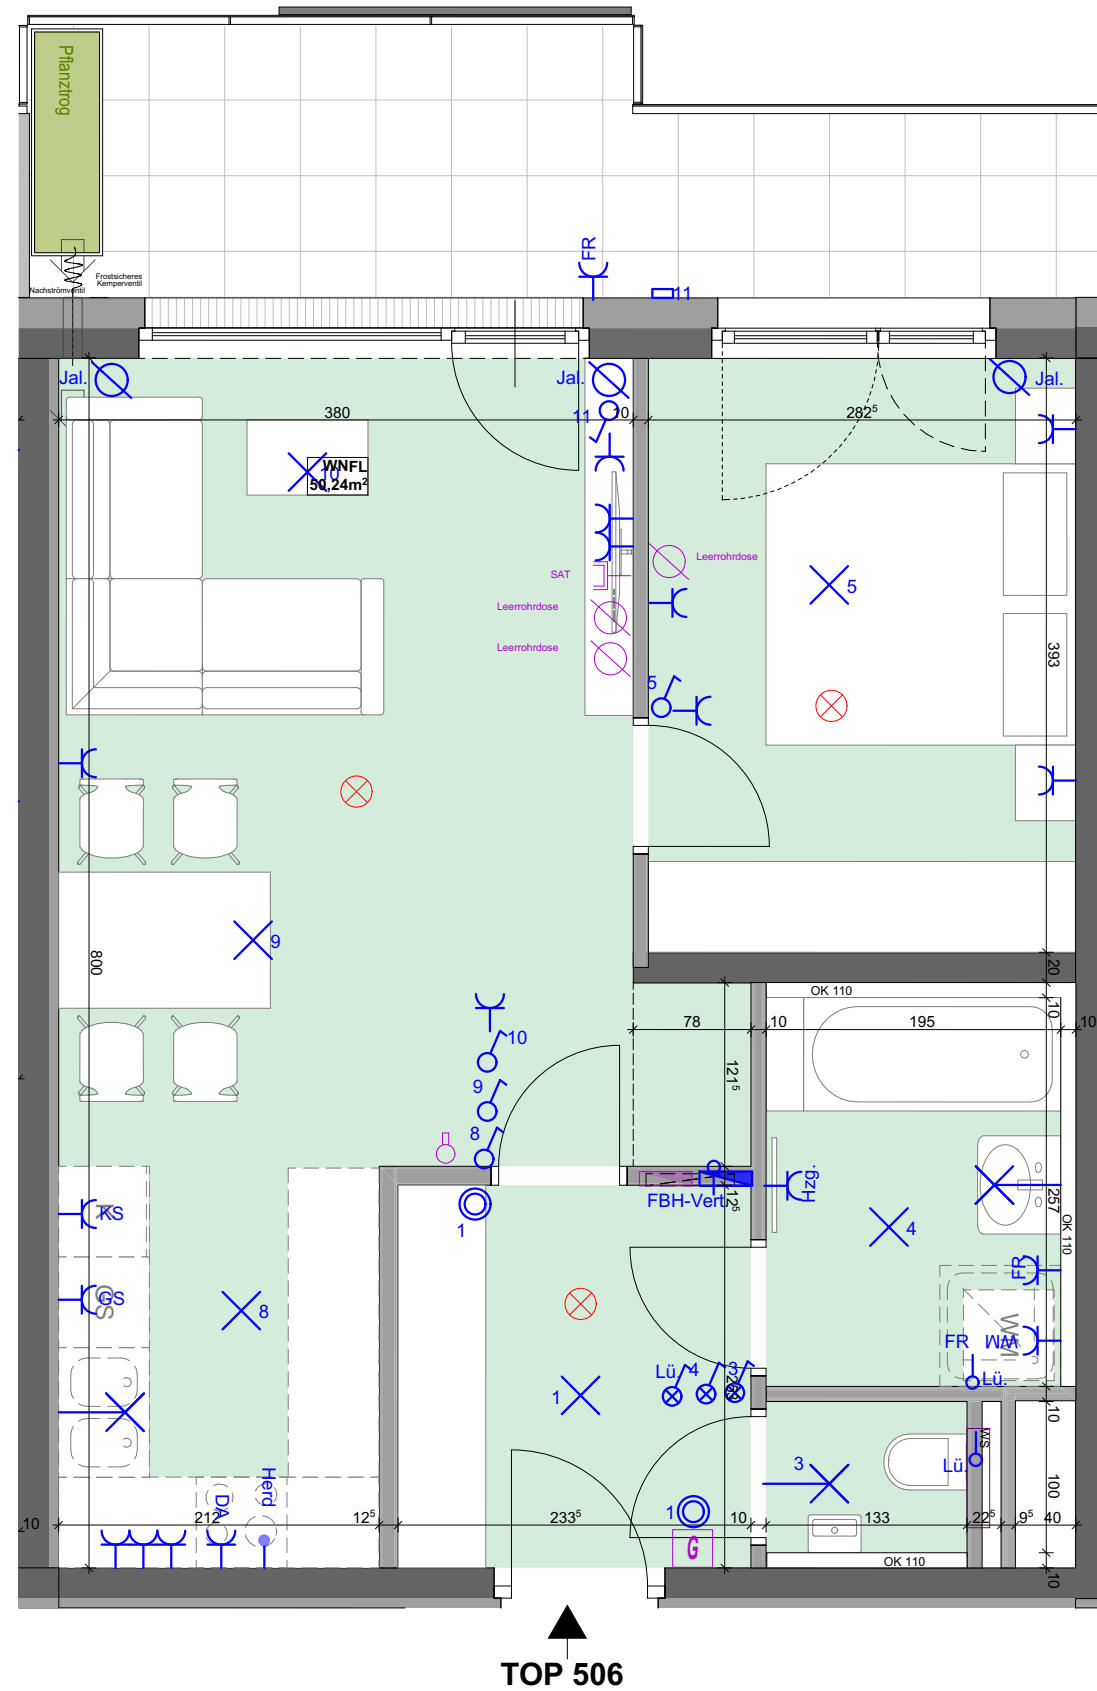 Pflanztrog
FR
Frostsicheres
Kemperventil
Nachströmventil
11
Jal.
Jal.
Jal.
380
10
282⁵
11
WNFL
50,24m²
10
Leerrohrdose
SAT
5
Leerrohrdose
Leerrohrdose
393
5
9
800
20
OK 110
10
78
10
195
10
10
9
121⁵
8
Hzg.
FBH-Vert.
12⁵
KS
257
OK 110
1
4
GS
GS
FR
8
WM
FR
WM
Lü.
4
3
Lü.
1
10
WS
3
Lü.
100
Herd
DA
1
10
212
12⁵
233⁵
10
133
22⁵
9⁵
40
G
OK 110
10
TOP 506